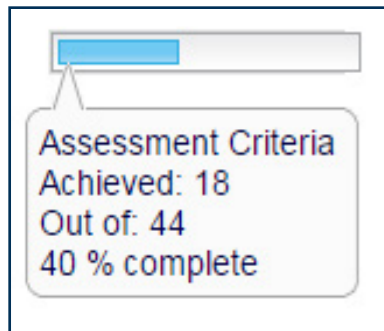 Assessment Criteria
Achieved: 18
Out of: 44
40 % complete